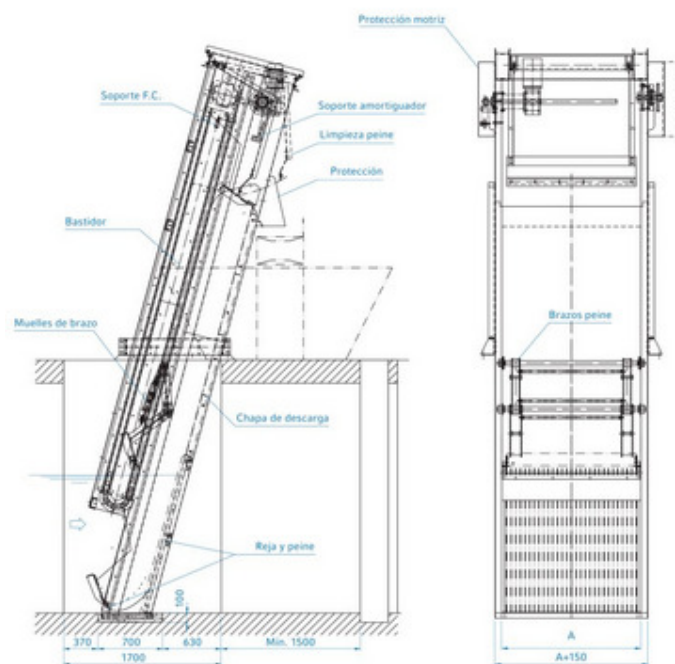 Protección motriz
Soporte F.C.
Soporte amortiguador
Limpieza peine
Protección
Bastidor
Muelles de brazo
Brazos peine
Chapa de descarga
Reja y peine
100
370
700
630
Min. 1500
1700
A
A+150